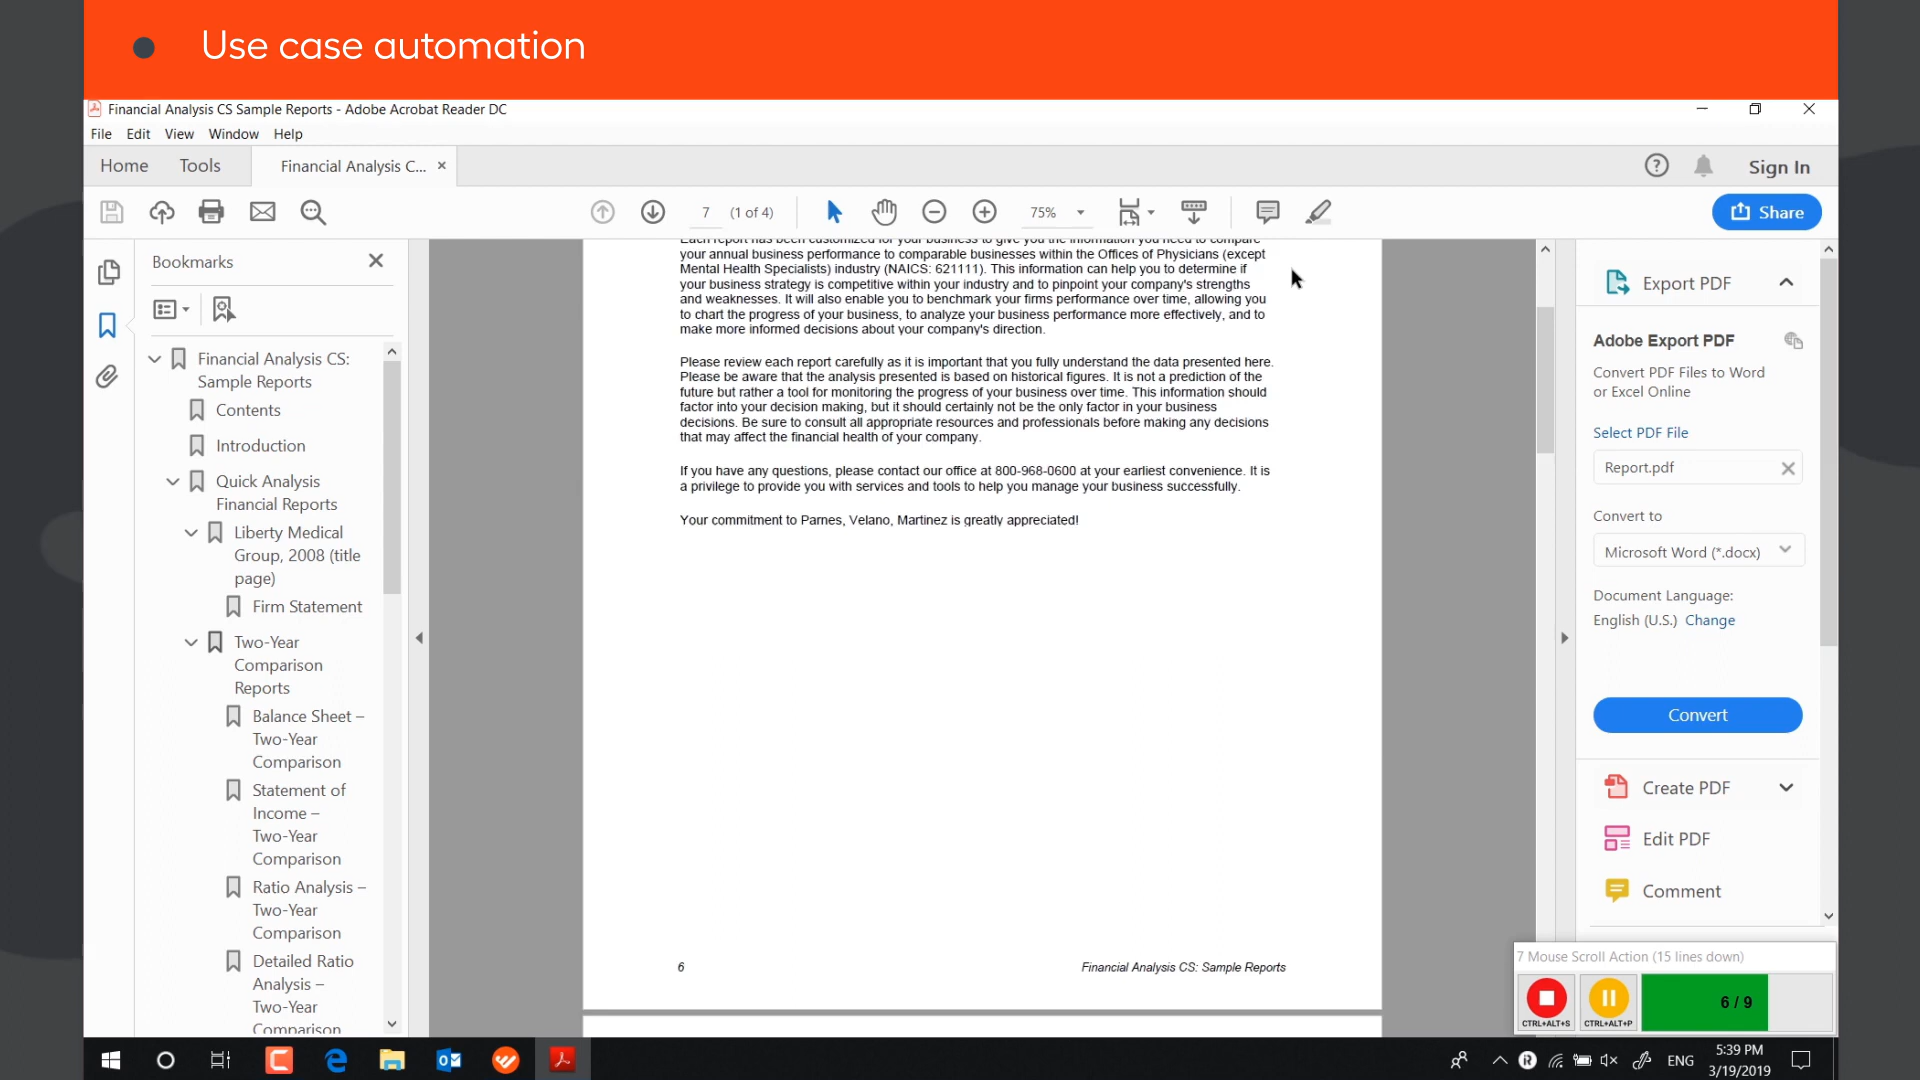 Use case automation
Financial Analysis CS Sample Reports - Adobe Acrobat Reader DC
File Edit View Window Help
Home Tools Financial Analysis C... Sign In
7 (1 of 4) 75% Share
Bookmarks
Financial Analysis CS:
Sample Reports
Contents
Introduction
Quick Analysis
Financial Reports
Liberty Medical
Group, 2008 (title
page)
Firm Statement
Two-Year
Comparison
Reports
Balance Sheet –
Two-Year
Comparison
Statement of
Income –
Two-Year
Comparison
Ratio Analysis –
Two-Year
Comparison
Detailed Ratio
Analysis –
Two-Year
Comparison
Each report has been customized for your business to give you the information you need to compare
your annual business performance to comparable businesses within the Offices of Physicians (except
Mental Health Specialists) industry (NAICS: 621111). This information can help you to determine if
your business strategy is competitive within your industry and to pinpoint your company's strengths
and weaknesses. It will also enable you to benchmark your firms performance over time, allowing you
to chart the progress of your business, to analyze your business performance more effectively, and to
make more informed decisions about your company's direction.
Please review each report carefully as it is important that you fully understand the data presented here.
Please be aware that the analysis presented is based on historical figures. It is not a prediction of the
future but rather a tool for monitoring the progress of your business over time. This information should
factor into your decision making, but it should certainly not be the only factor in your business
decisions. Be sure to consult all appropriate resources and professionals before making any decisions
that may affect the financial health of your company.
If you have any questions, please contact our office at 800-968-0600 at your earliest convenience. It is
a privilege to provide you with services and tools to help you manage your business successfully.
Your commitment to Parnes, Velano, Martinez is greatly appreciated!
6 Financial Analysis CS: Sample Reports
Export PDF
Adobe Export PDF
Convert PDF Files to Word
or Excel Online
Select PDF File
Report.pdf
Convert to
Microsoft Word (*.docx)
Document Language:
English (U.S.) Change
Convert
Create PDF
Edit PDF
Comment
7 Mouse Scroll Action (15 lines down)
6 / 9
CTRL+ALT+S CTRL+ALT+P
ENG
5:39 PM
3/19/2019